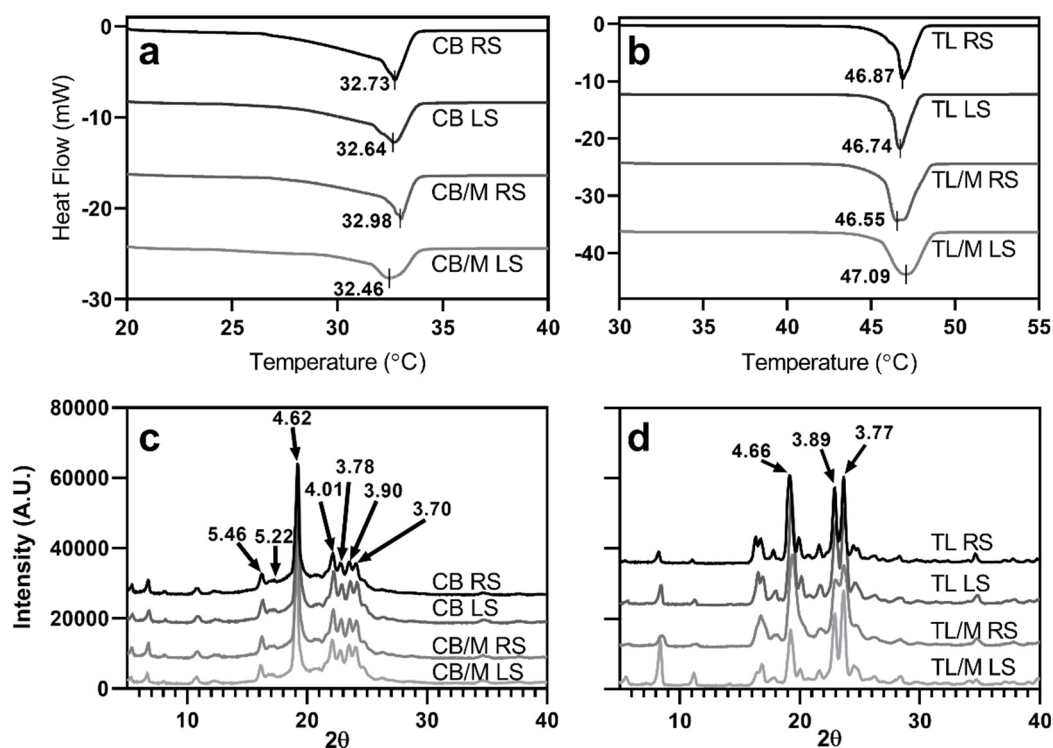 a
0
-10
-20
-30
Heat Flow (mW)
CB RS
32.73
CB LS
32.64
CB/M RS
32.98
CB/M LS
32.46
20
25
30
35
40
Temperature (°C)
b
0
-10
-20
-30
-40
TL RS
46.87
TL LS
46.74
TL/M RS
46.55
TL/M LS
47.09
30
35
40
45
50
55
Temperature (°C)
c
80000
60000
40000
20000
0
Intensity (A.U.)
4.62
5.46
5.22
4.01
3.78
3.90
3.70
CB RS
CB LS
CB/M RS
CB/M LS
10
20
30
40
2θ
d
4.66
3.89
3.77
TL RS
TL LS
TL/M RS
TL/M LS
10
20
30
40
2θ